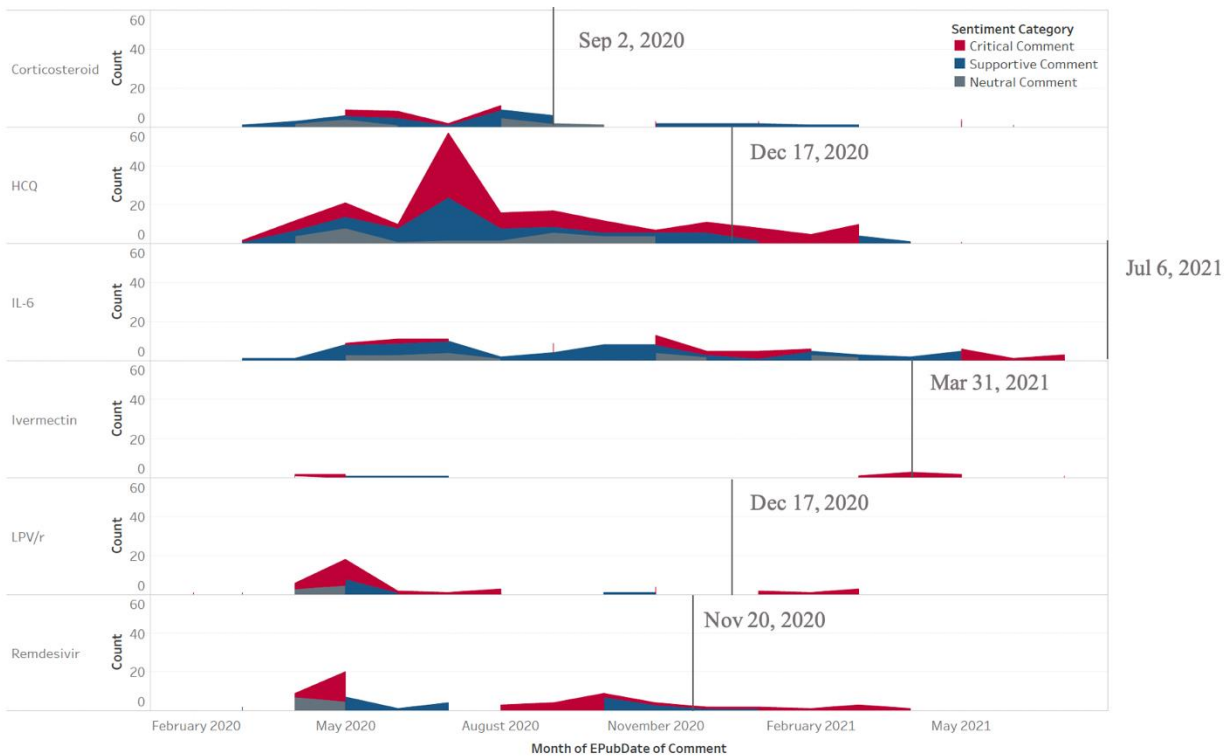 Sentiment Category
Critical Comment
Supportive Comment
Neutral Comment
Corticosteroid
Count
60
40
20
0
Sep 2, 2020
HCQ
Count
60
40
20
0
Dec 17, 2020
IL-6
Count
60
40
20
0
Jul 6, 2021
Ivermectin
Count
60
40
20
0
Mar 31, 2021
LPV/r
Count
60
40
20
0
Dec 17, 2020
Remdesivir
Count
60
40
20
0
Nov 20, 2020
February 2020 May 2020 August 2020 November 2020 February 2021 May 2021
Month of EPubDate of Comment